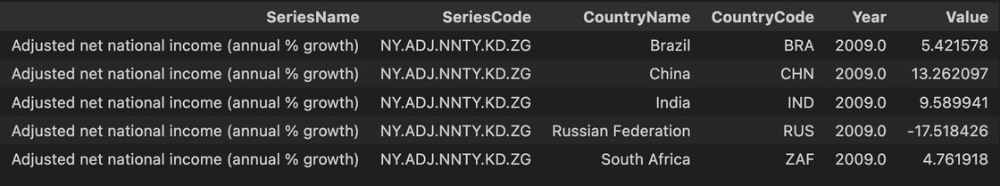 SeriesName SeriesCode CountryName CountryCode Year Value
Adjusted net national income (annual % growth) NY.ADJ.NNTY.KD.ZG Brazil BRA 2009.0 5.421578
Adjusted net national income (annual % growth) NY.ADJ.NNTY.KD.ZG China CHN 2009.0 13.262097
Adjusted net national income (annual % growth) NY.ADJ.NNTY.KD.ZG India IND 2009.0 9.589941
Adjusted net national income (annual % growth) NY.ADJ.NNTY.KD.ZG Russian Federation RUS 2009.0 -17.518426
Adjusted net national income (annual % growth) NY.ADJ.NNTY.KD.ZG South Africa ZAF 2009.0 4.761918